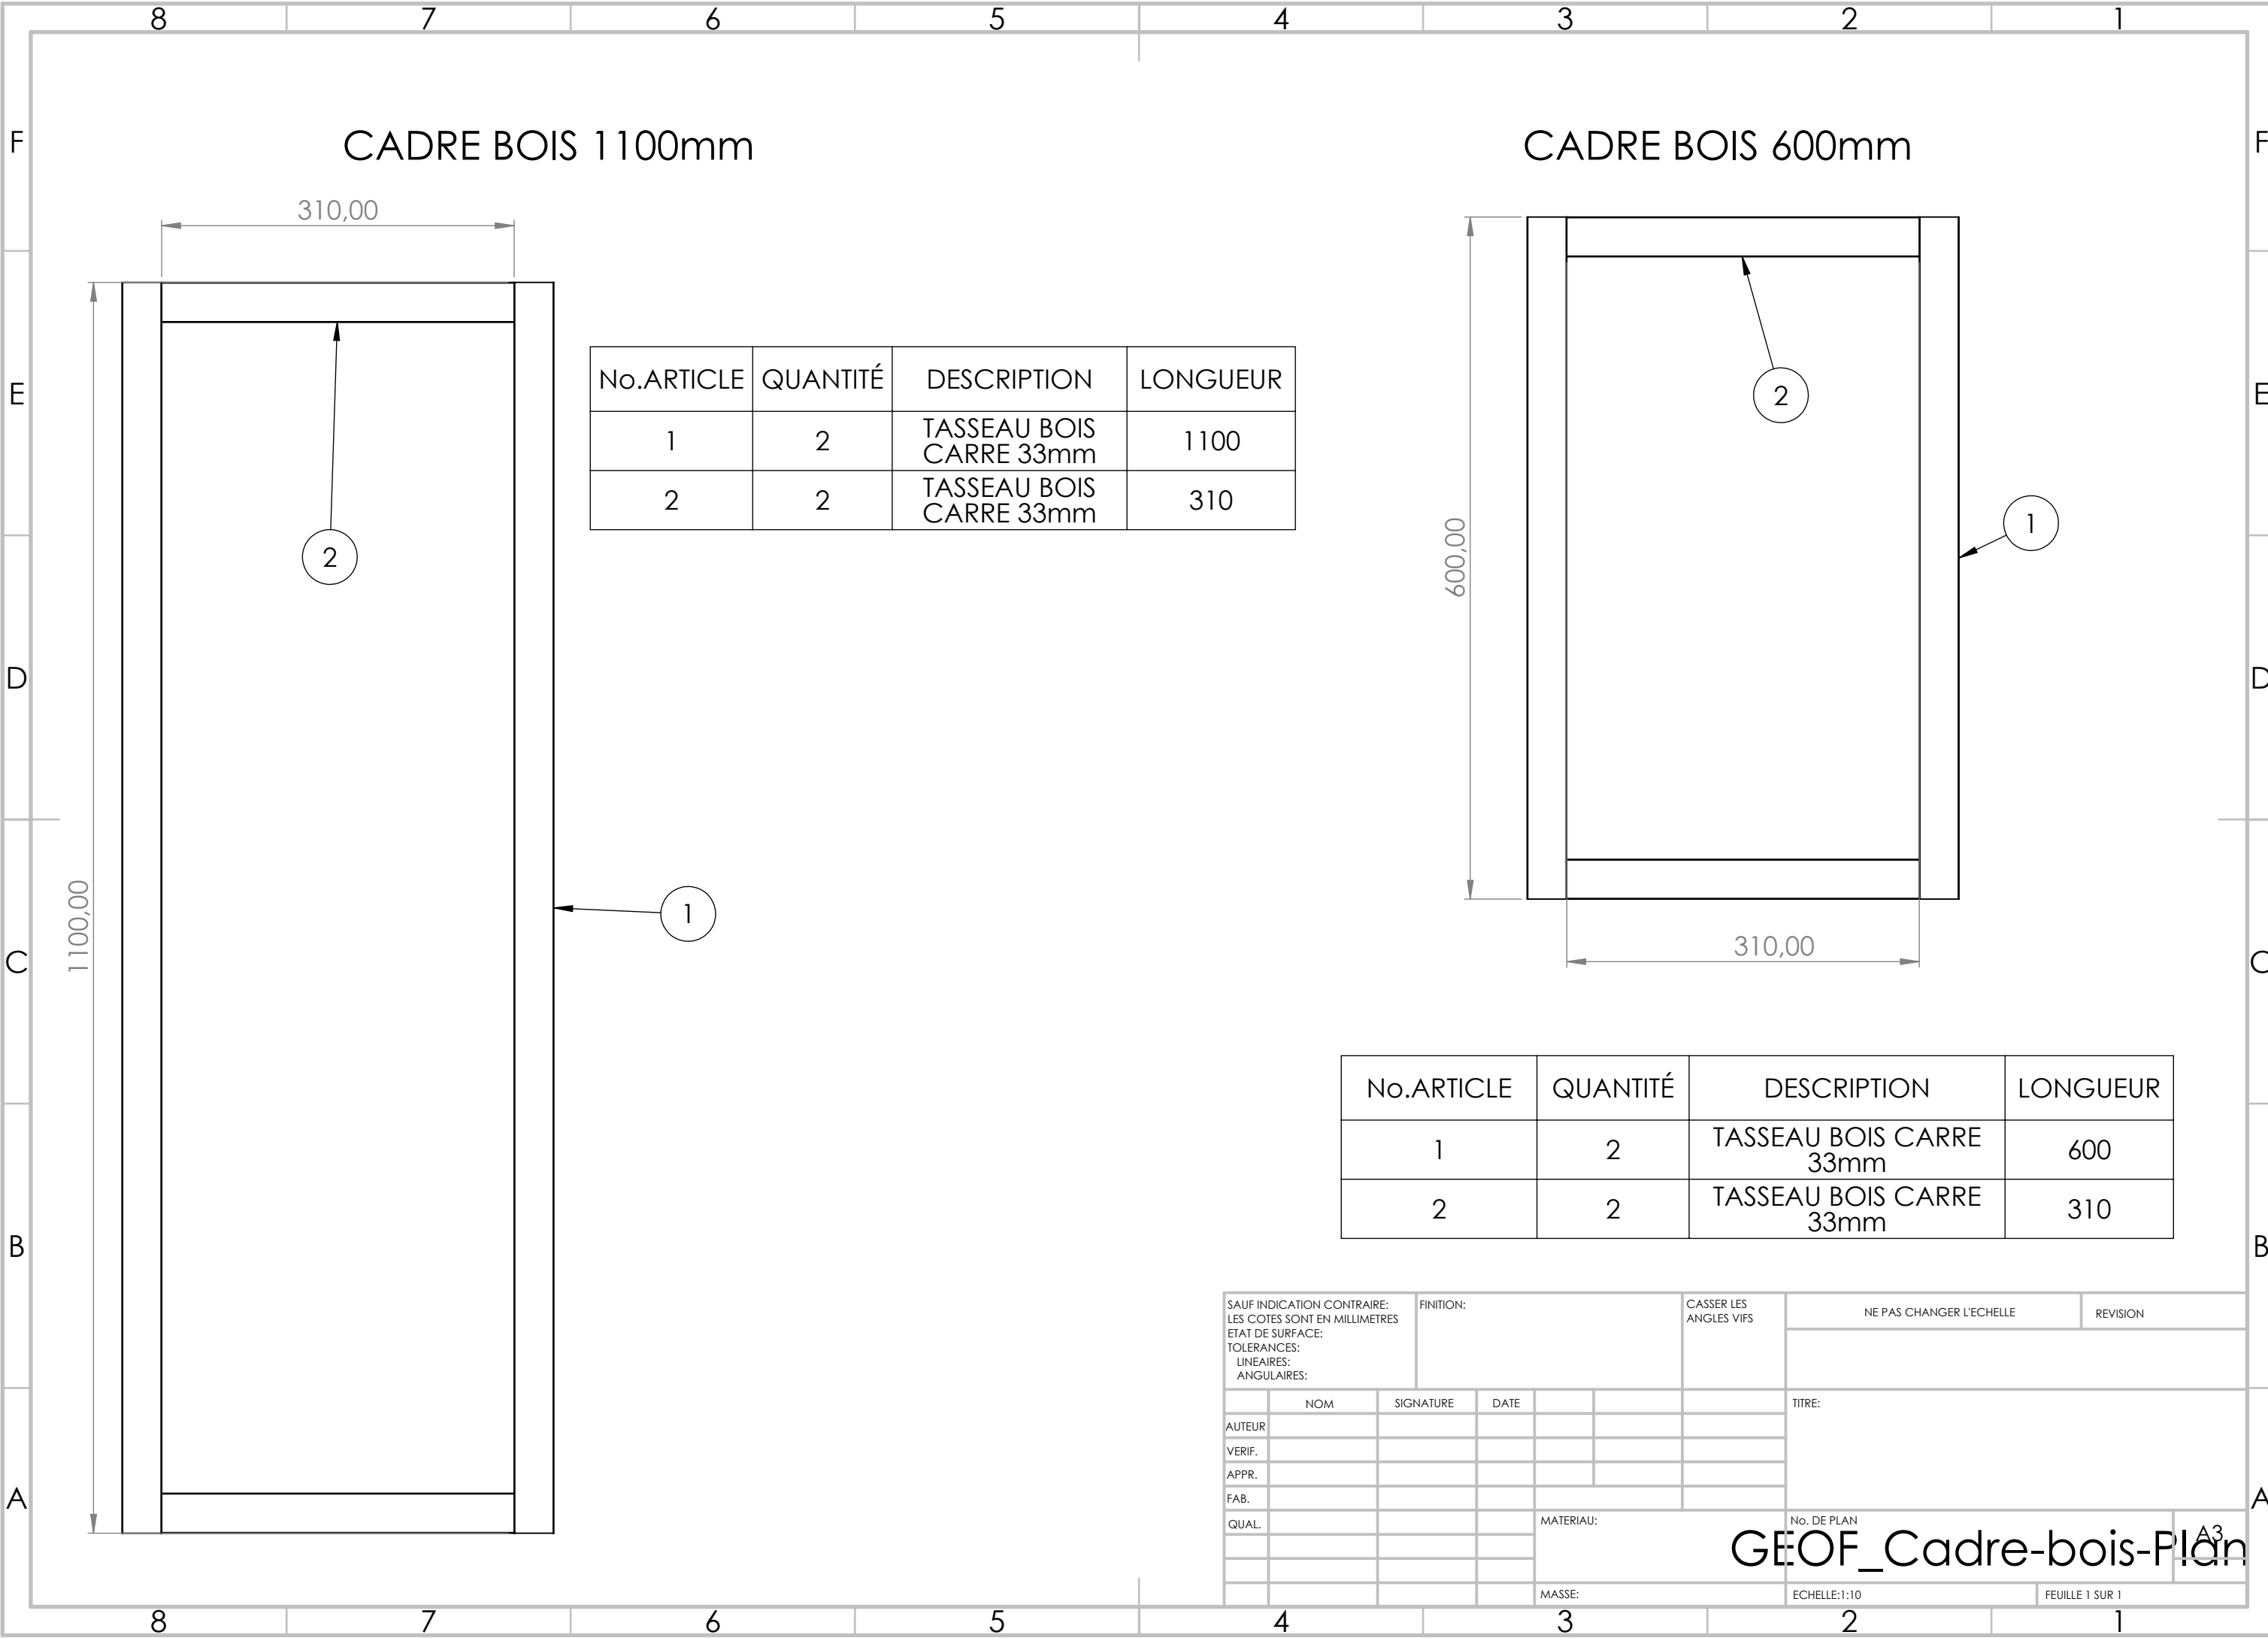 8 7 6 5 4 3 2 1
F F
CADRE BOIS 1100mm
CADRE BOIS 600mm
310,00
1100,00
2
1
No.ARTICLE QUANTITÉ DESCRIPTION LONGUEUR
1 2 TASSEAU BOIS CARRE 33mm 1100
2 2 TASSEAU BOIS CARRE 33mm 310
E E
600,00
2
1
310,00
D D
C C
No.ARTICLE QUANTITÉ DESCRIPTION LONGUEUR
1 2 TASSEAU BOIS CARRE 33mm 600
2 2 TASSEAU BOIS CARRE 33mm 310
B B
SAUF INDICATION CONTRAIRE:
LES COTES SONT EN MILLIMETRES
ETAT DE SURFACE:
TOLERANCES:
LINEAIRES:
ANGULAIRES:
FINITION:
CASSER LES
ANGLES VIFS
NE PAS CHANGER L'ECHELLE
REVISION
NOM SIGNATURE DATE
TITRE:
AUTEUR
VERIF.
APPR.
FAB.
QUAL.
A A
MATERIAU:
No. DE PLAN
GEOF_Cadre-bois-Plan
A3
MASSE:
ECHELLE:1:10
FEUILLE 1 SUR 1
8 7 6 5 4 3 2 1